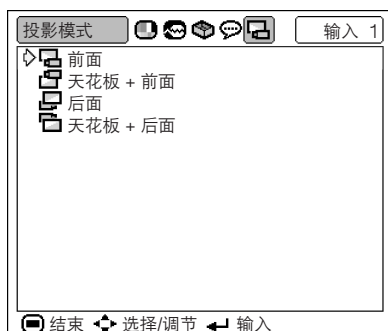 投影模式 输入 1
前面
天花板 + 前面
后面
天花板 + 后面
结束 选择/调节 输入